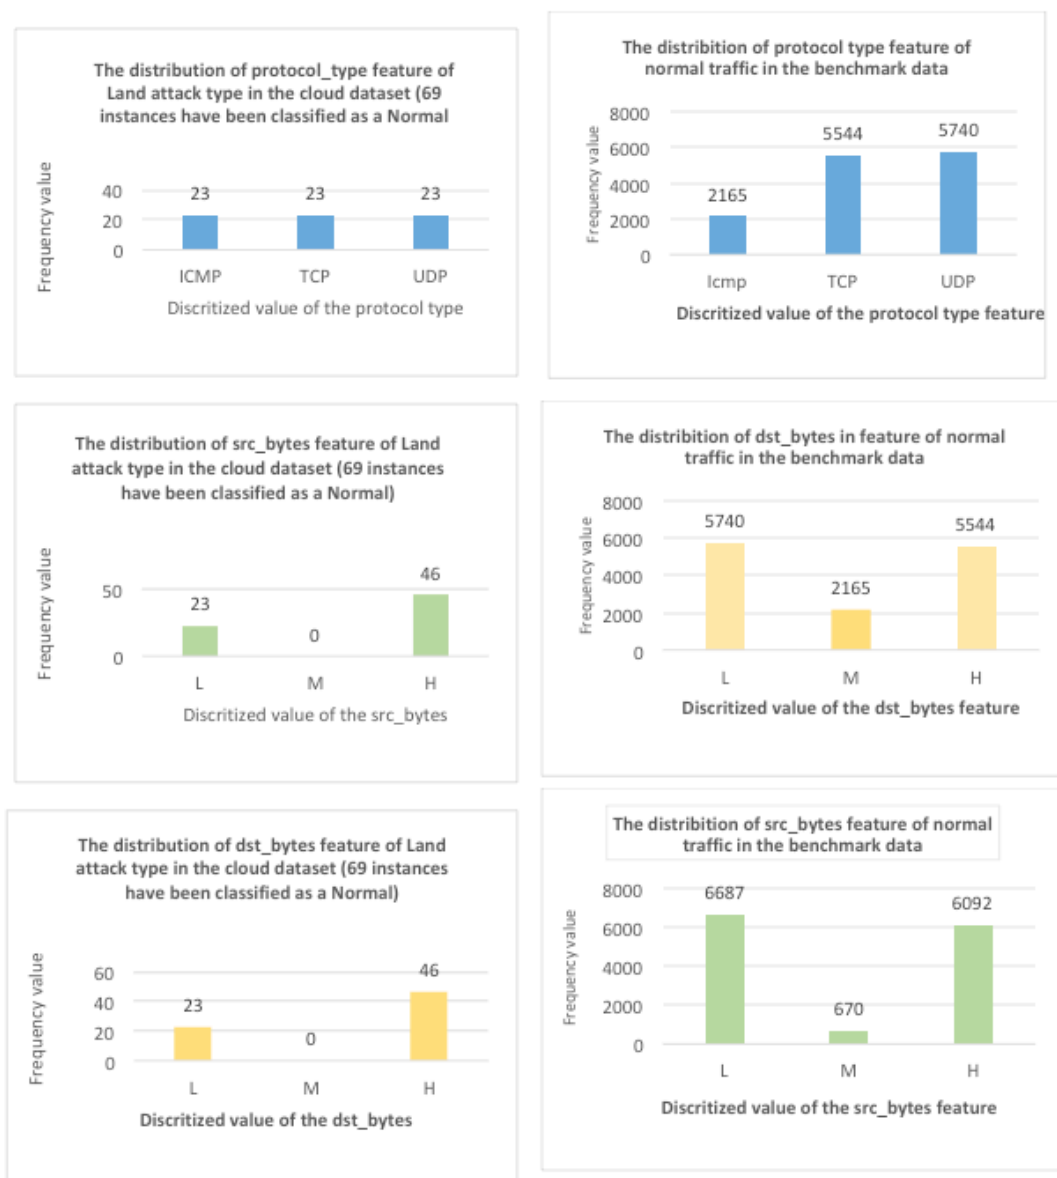 The distribution of protocol_type feature of
Land attack type in the cloud dataset (69
instances have been classified as a Normal
Frequency value
40
20
0
23
23
23
ICMP
TCP
UDP
Discritized value of the protocol type
The distribition of protocol type feature of
normal traffic in the benchmark data
Frequency value
8000
6000
4000
2000
0
2165
5544
5740
Icmp
TCP
UDP
Discritized value of the protocol type feature
The distribution of src_bytes feature of Land
attack type in the cloud dataset (69 instances
have been classified as a Normal)
Frequency value
50
0
23
0
46
L
M
H
Discritized value of the src_bytes
The distribition of dst_bytes in feature of normal
traffic in the benchmark data
Frequency value
8000
6000
4000
2000
0
5740
2165
5544
L
M
H
Discritized value of the dst_bytes feature
The distribution of dst_bytes feature of Land
attack type in the cloud dataset (69 instances
have been classified as a Normal)
Frequency value
60
40
20
0
23
0
46
L
M
H
Discritized value of the dst_bytes
The distribition of src_bytes feature of normal
traffic in the benchmark data
Frequency value
8000
6000
4000
2000
0
6687
670
6092
L
M
H
Discritized value of the src_bytes feature